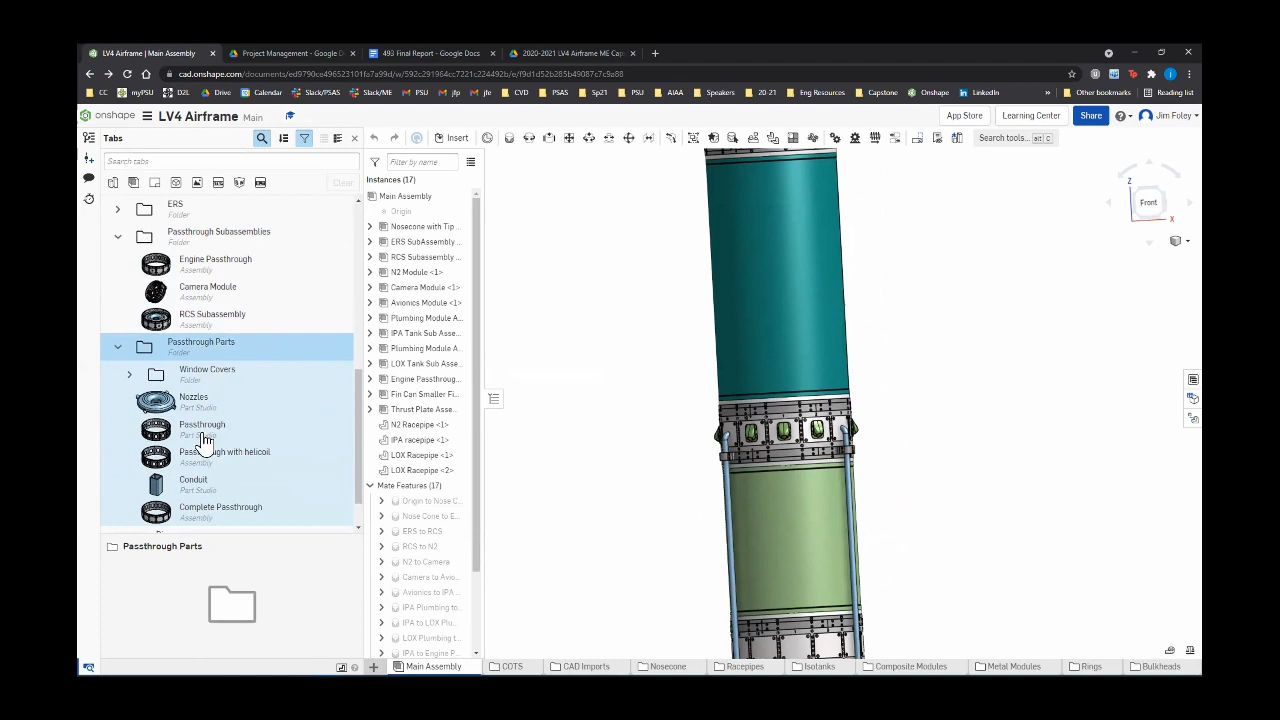 LV4 Airframe | Main Assembly
Project Management - Google D
493 Final Report - Google Docs
2020-2021 LV4 Airframe ME Cap
cad.onshape.com/documents/ed9790ce496523101fa7a99d/w/592c291964cc7221c224492b/e/f9d1d52b285b49087c7c9a88
CC myPSU D2L Drive Calendar Slack/PSAS Slack/ME PSU jfp jfe CVD PSAS Sp21 PSU AIAA Speakers 20-21 Eng Resources Capstone Onshape LinkedIn » Other bookmarks Reading list
onshape LV4 Airframe Main App Store Learning Center Share Jim Foley
Tabs Insert Search tools... alt C
Search tabs
Filter by name
Clear
Instances (17)
Main Assembly
Origin
Nosecone with Tip ...
ERS SubAssembly ...
RCS Subassembly ...
N2 Module <1>
Camera Module <1>
Avionics Module <1>
Plumbing Module A...
IPA Tank Sub Asse...
Plumbing Module A...
LOX Tank Sub Asse...
Engine Passthroug...
Fin Can Smaller Fi...
Thrust Plate Asse...
N2 Racepipe <1>
IPA racepipe <1>
LOX Racepipe <1>
LOX Racepipe <2>
Mate Features (17)
Origin to Nose C...
Nose Cone to E...
ERS to RCS
RCS to N2
N2 to Camera
Camera to Avio...
Avionics to IPA ...
IPA Plumbing to...
IPA to LOX Plu...
LOX Plumbing t...
IPA to Engine P...
ERS
Folder
Passthrough Subassemblies
Folder
Engine Passthrough
Assembly
Camera Module
Assembly
RCS Subassembly
Assembly
Passthrough Parts
Folder
Window Covers
Folder
Nozzles
Part Studio
Passthrough
with helicoil
Assembly
Conduit
Part Studio
Complete Passthrough
Assembly
Passthrough Parts
Z
Front
X
Main Assembly COTS CAD Imports Nosecone Racepipes Isotanks Composite Modules Metal Modules Rings Bulkheads